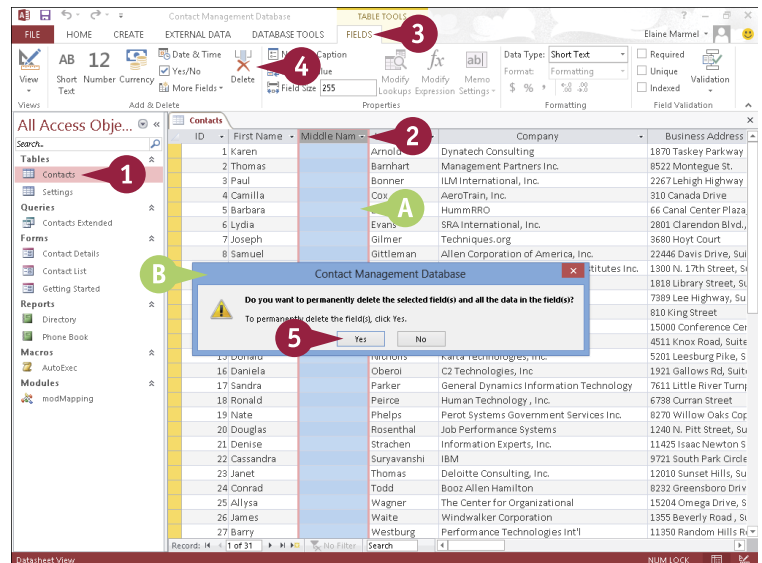 Contact Management Database
TABLE TOOLS
FILE HOME CREATE EXTERNAL DATA DATABASE TOOLS FIELDS 3 Elaine Marmel
View
Views
AB Short Text
12 Number
Currency
Date & Time
Yes/No
More Fields
Delete
4
Add & Delete
Caption
Field Size 255
Modify Lookups
fx Modify Expression
ab Memo Settings
Properties
Data Type: Short Text
Format: Formatting
$ % ,
Formatting
Required
Unique
Indexed
Validation
Field Validation
All Access Obje...
Search...
Tables
Contacts 1
Settings
Queries
Contacts Extended
Forms
Contact Details
Contact List
Getting Started
Reports
Directory
Phone Book
Macros
AutoExec
Modules
modMapping
Contacts
ID First Name Middle Nam 2 Company Business Address
1 Karen Arnold Dynatech Consulting 1870 Taskey Parkway
2 Thomas Barnhart Management Partners Inc. 8522 Montegue St.
3 Paul Bonner ILM International, Inc. 2267 Lehigh Highway
4 Camilla Cox AeroTrain, Inc. 310 Canada Drive
5 Barbara A HummRRO 66 Canal Center Plaza
6 Lydia Evans SRA International, Inc. 2801 Clarendon Blvd.,
7 Joseph Gilmer Techniques.org 3680 Hoyt Court
8 Samuel Gittleman Allen Corporation of America, Inc. 22446 Davis Drive, Sui
stitutes Inc. 1300 N. 17th Street, S
1818 Library Street, Su
7389 Lee Highway, Su
810 King Street
15000 Conference Cer
4511 Knox Road, Suite
B
Contact Management Database
Do you want to permanently delete the selected field(s) and all the data in the field(s)?
To permanently delete the field(s), click Yes.
5 Yes No
15 Donald Nichols Kaita Technologies, Inc. 5201 Leesburg Pike, S
16 Daniela Oberoi C2 Technologies, Inc 1921 Gallows Rd, Suit
17 Sandra Parker General Dynamics Information Technology 7611 Little River Turnp
18 Ronald Peirce Human Technology , Inc. 6738 Curran Street
19 Nate Phelps Perot Systems Government Services Inc. 8270 Willow Oaks Cop
20 Douglas Rosenthal Job Performance Systems 1240 N. Pitt Street, Su
21 Denise Strachen Information Experts, Inc. 11425 Isaac Newton S
22 Cassandra Suryavanshi IBM 9721 South Park Circle
23 Janet Thomas Deloitte Consulting, Inc. 12010 Sunset Hills, Su
24 Conrad Todd Booz Allen Hamilton 8232 Greensboro Driv
25 Allysa Wagner The Center for Organizational 15204 Omega Drive, S
26 James Waite Windwalker Corporation 1355 Beverly Road , Su
27 Barry Westburg Performance Technologies Int'l 11350 Random Hills R
Record: 1 of 31 No Filter Search
Datasheet View NUM LOCK